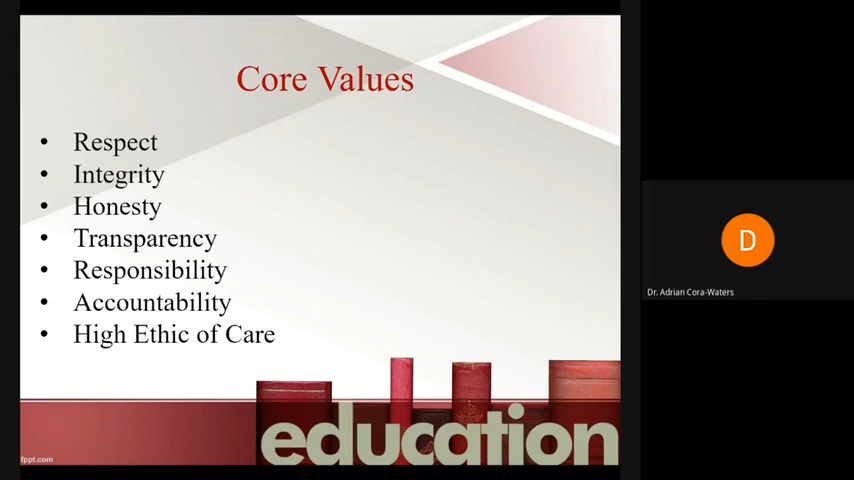 Core Values
• Respect
• Integrity
• Honesty
• Transparency
• Responsibility
• Accountability
• High Ethic of Care
education
fppt.com
D
Dr. Adrian Cora-Waters